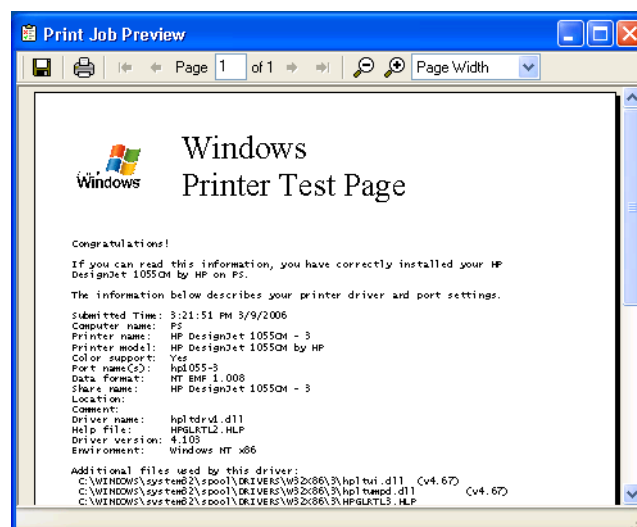 Print Job Preview
Page 1 of 1 Page Width
Windows
Windows
Printer Test Page
Congratulations!
If you can read this information, you have correctly installed your HP
DesignJet 1055CM by HP on PS.
The information below describes your printer driver and port settings.
Submitted Time: 3:21:51 PM 3/9/2006
Computer name: PS
Printer name: HP DesignJet 1055CM - 3
Printer model: HP DesignJet 1055CM by HP
Color support: Yes
Port name(s): hp1055-3
Data format: NT EMF 1.008
Share name: HP DesignJet 1055CM - 3
Location:
Comment:
Driver name: hpltdrv1.dll
Help file: HPGLRTL2.HLP
Driver version: 4.103
Environment: Windows NT x86
Additional files used by this driver:
C:\WINDOWS\system32\spool\DRIVERS\W32X86\3\hpltui.dll (v4.67)
C:\WINDOWS\system32\spool\DRIVERS\W32X86\3\hpltumpd.dll (v4.67)
C:\WINDOWS\system32\spool\DRIVERS\W32X86\3\HPGLRTL3.HLP